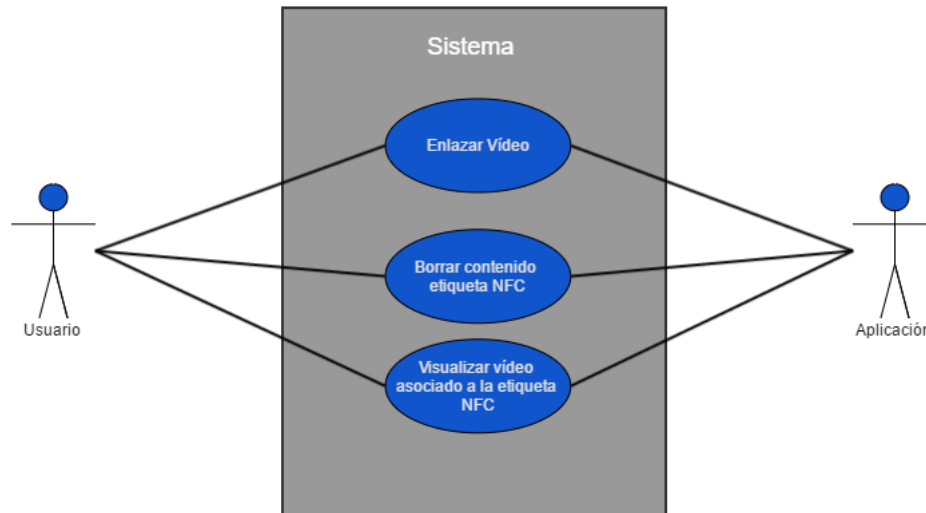 Sistema
Enlazar Vídeo
Borrar contenido
etiqueta NFC
Visualizar vídeo
asociado a la etiqueta
NFC
Usuario
Aplicación